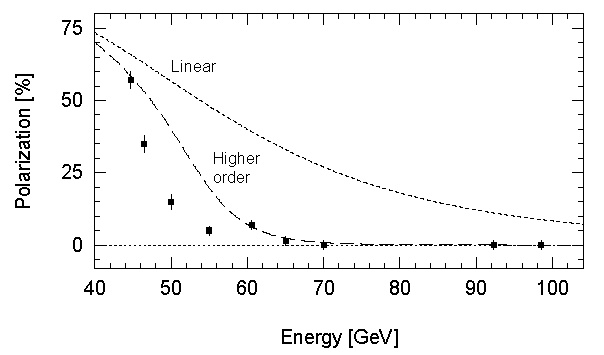 75
50
25
0
Polarization [%]
Linear
Higher
order
40 50 60 70 80 90 100
Energy [GeV]